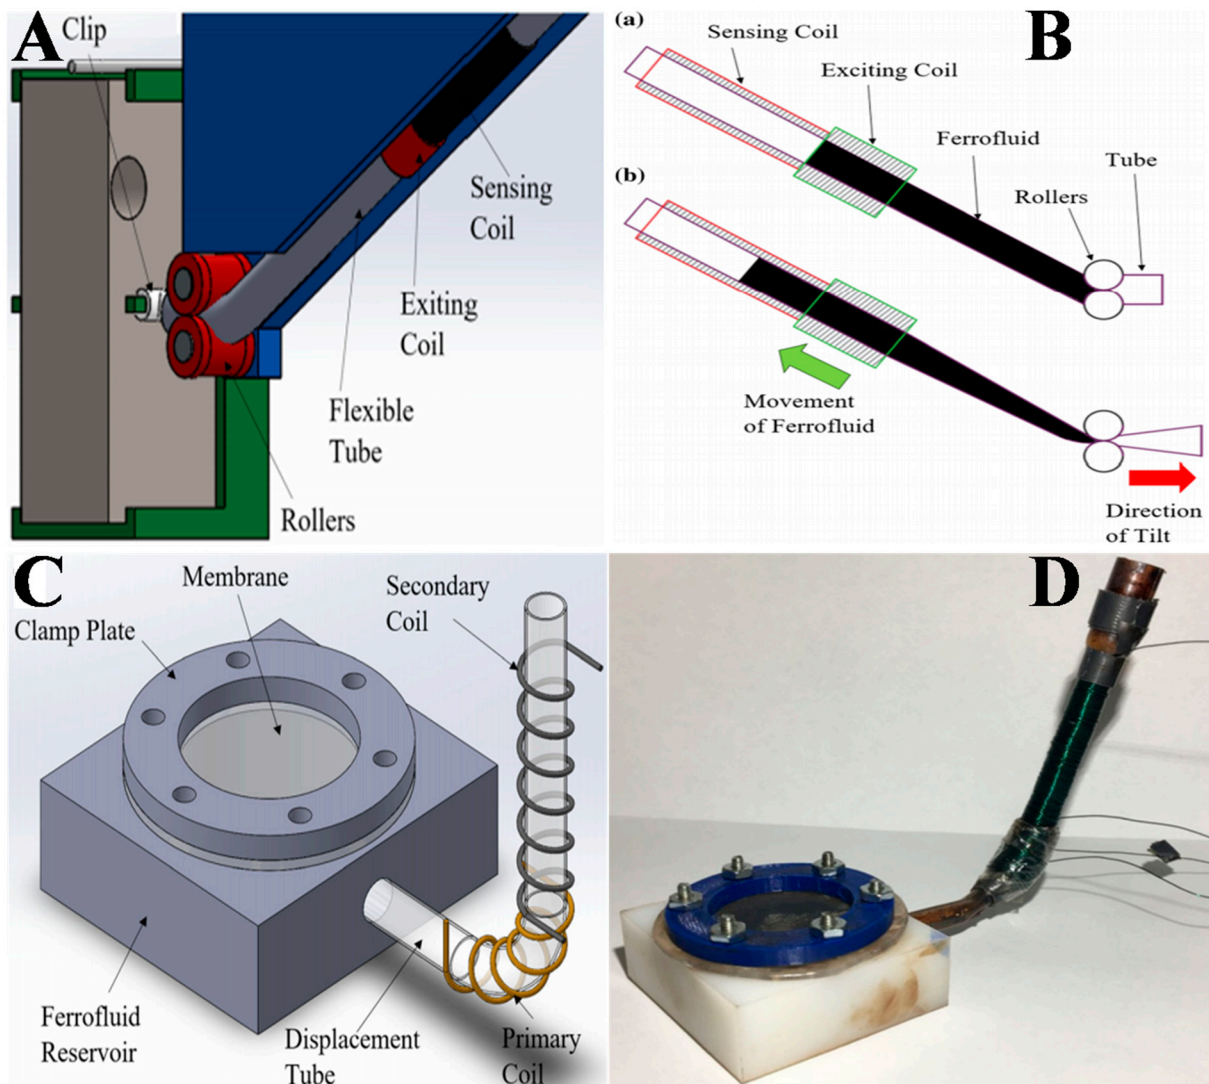 A
Clip
Sensing
Coil
Exiting
Coil
Flexible
Tube
Rollers
(a)
B
Sensing Coil
Exciting Coil
Ferrofluid
Tube
Rollers
(b)
Movement
of Ferrofluid
Direction
of Tilt
C
Membrane
Clamp Plate
Secondary
Coil
Ferrofluid
Reservoir
Displacement
Tube
Primary
Coil
D